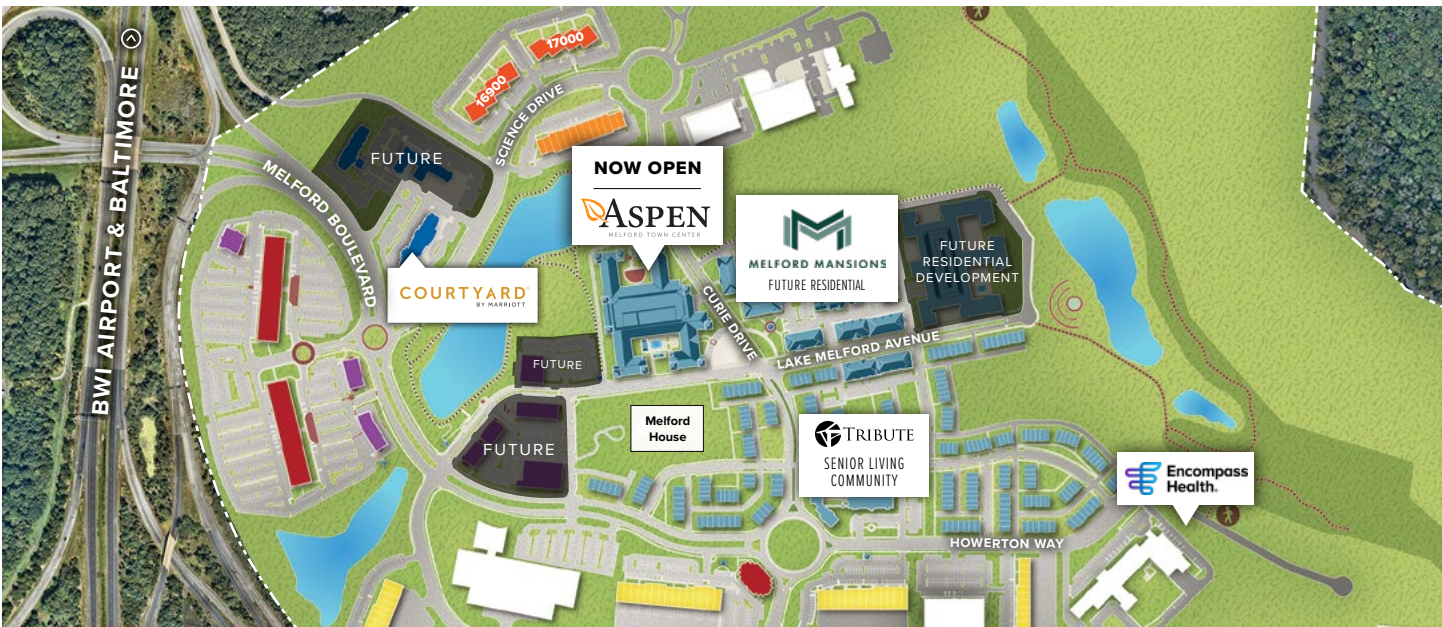 BWI AIRPORT & BALTIMORE
17000
16900
SCIENCE DRIVE
FUTURE
MELFORD BOULEVARD
NOW OPEN
ASPEN
MELFORD TOWN CENTER
MELFORD MANSIONS
FUTURE RESIDENTIAL
FUTURE
RESIDENTIAL
DEVELOPMENT
COURTYARD
BY MARRIOTT
CURIE DRIVE
LAKE MELFORD AVENUE
FUTURE
Melford
House
FUTURE
TRIBUTE
SENIOR LIVING
COMMUNITY
Encompass
Health.
HOWERTON WAY